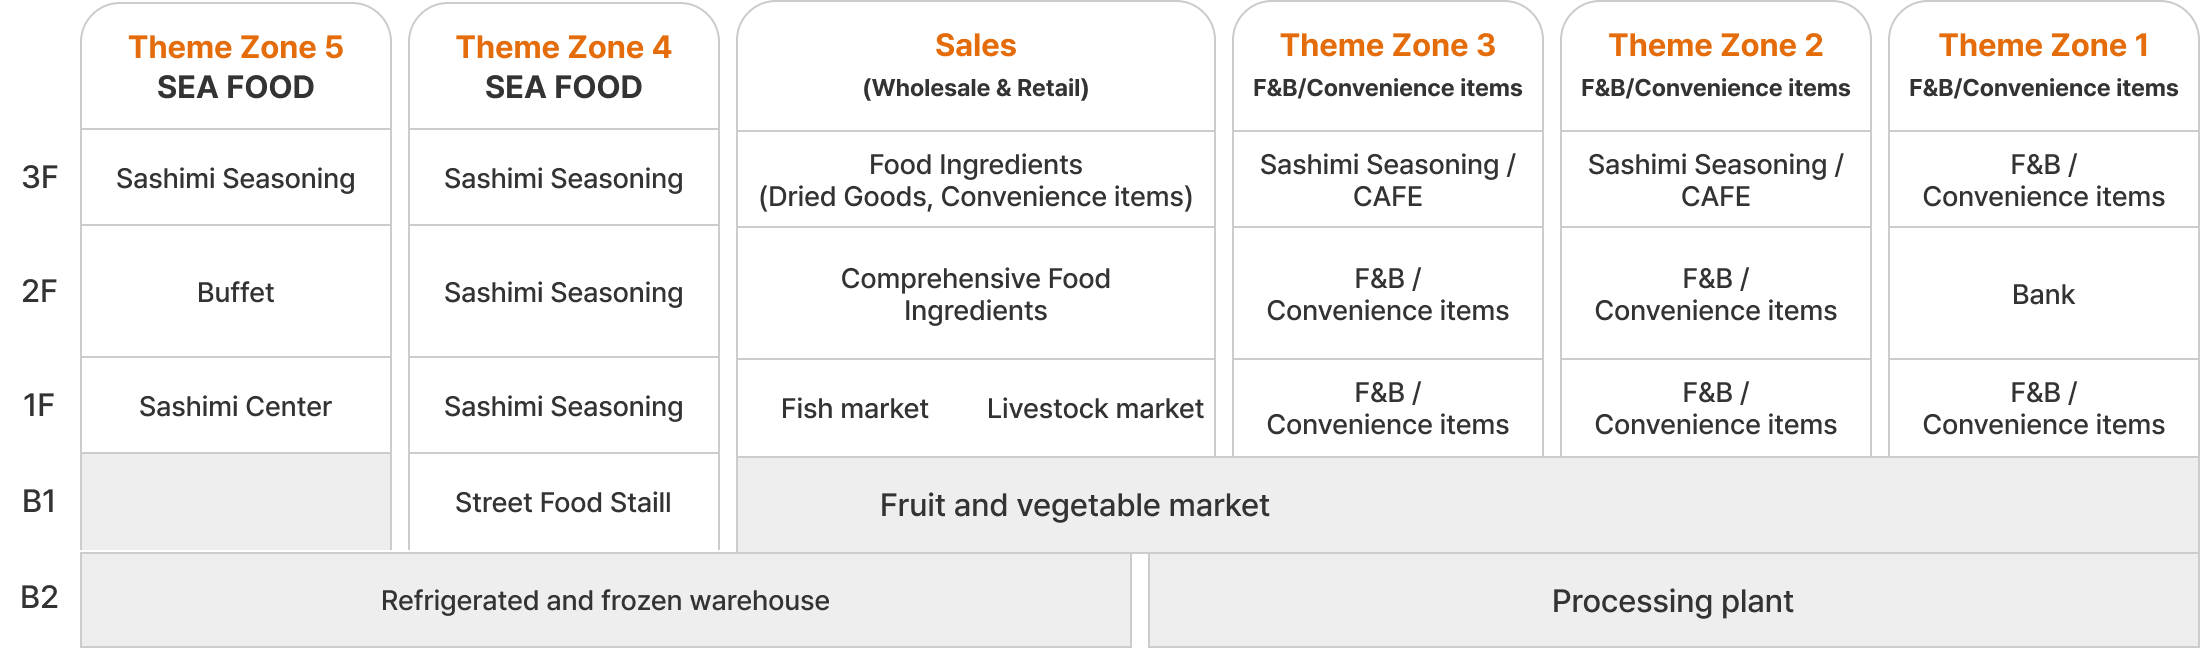 Theme Zone 5
SEA FOOD
Theme Zone 4
SEA FOOD
Sales
(Wholesale & Retail)
Theme Zone 3
F&B/Convenience items
Theme Zone 2
F&B/Convenience items
Theme Zone 1
F&B/Convenience items
3F
Sashimi Seasoning
Sashimi Seasoning
Food Ingredients
(Dried Goods, Convenience items)
Sashimi Seasoning /
CAFE
Sashimi Seasoning /
CAFE
F&B /
Convenience items
2F
Buffet
Sashimi Seasoning
Comprehensive Food
Ingredients
F&B /
Convenience items
F&B /
Convenience items
Bank
1F
Sashimi Center
Sashimi Seasoning
Fish market
Livestock market
F&B /
Convenience items
F&B /
Convenience items
F&B /
Convenience items
B1
Street Food Staill
Fruit and vegetable market
B2
Refrigerated and frozen warehouse
Processing plant